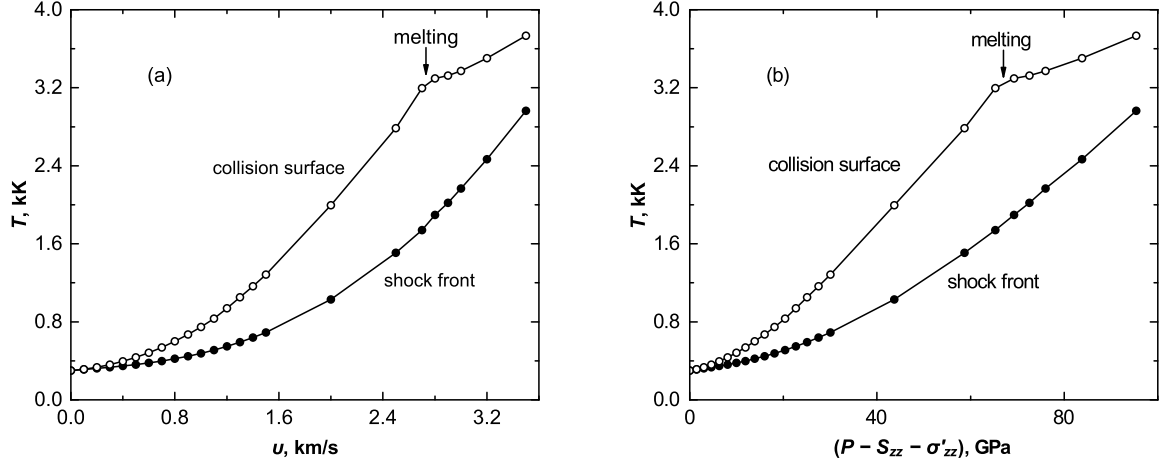 4.0
3.2
2.4
1.6
0.8
0.0
T, kK
(a)
melting
collision surface
shock front
0.0 0.8 1.6 2.4 3.2
υ, km/s
4.0
3.2
2.4
1.6
0.8
0.0
T, kK
(b)
melting
collision surface
shock front
0 40 80
(P − Szz − σ′zz), GPa